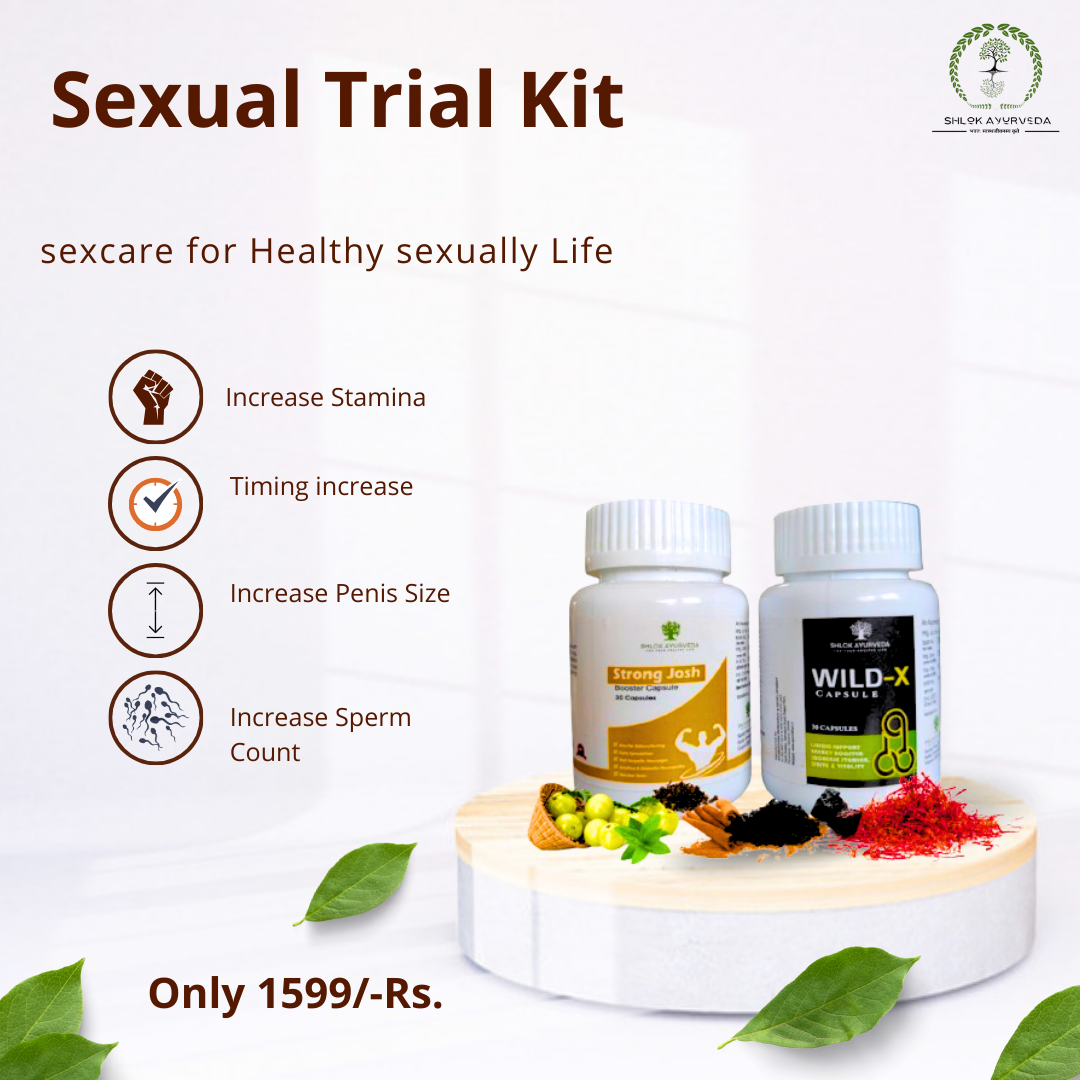 Sexual Trial Kit
SHLOK AYURVEDA
sexcare for Healthy sexually Life
Increase Stamina
Timing increase
Increase Penis Size
Increase Sperm
Count
SHLOK AYURVEDA
Strong Josh
Booster Capsule
30 Capsules
SHLOK AYURVEDA
WILD-X
CAPSULE
30 CAPSULES
Only 1599/-Rs.